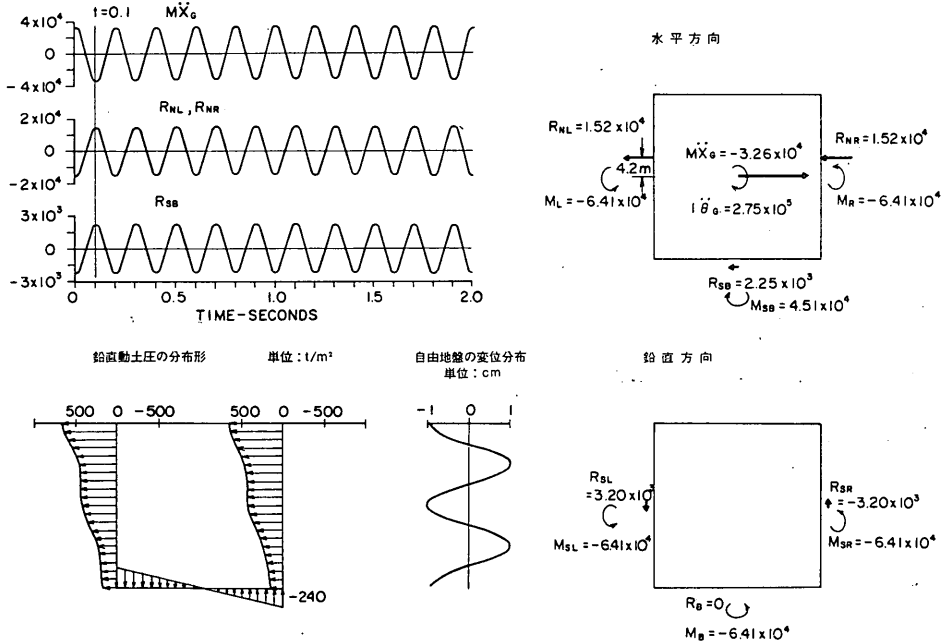 t=0.1 MẌG
4x10⁴
0
-4x10⁴
RNL, RNR
2x10⁴
0
-2x10⁴
RSB
3x10³
0
-3x10³
0 0.5 1.0 1.5 2.0
TIME-SECONDS
水平方向
RNL=1.52x10⁴
4.2m
ML=-6.41x10⁴
MẌG=-3.26x10⁴
Iθ̈G=2.75x10⁵
RNR=1.52x10⁴
MR=-6.41x10⁴
RSB=2.25x10³
MSB=4.51x10⁴
鉛直動土圧の分布形 単位:t/m²
500 0 -500 500 0 -500
-240
自由地盤の変位分布
単位:cm
-1 0 1
鉛直方向
RSL
=3.20x10
MSL=-6.41x10⁴
RSR
=-3.20x10³
MSR=-6.41x10⁴
RB=0
MB=-6.41x10⁴